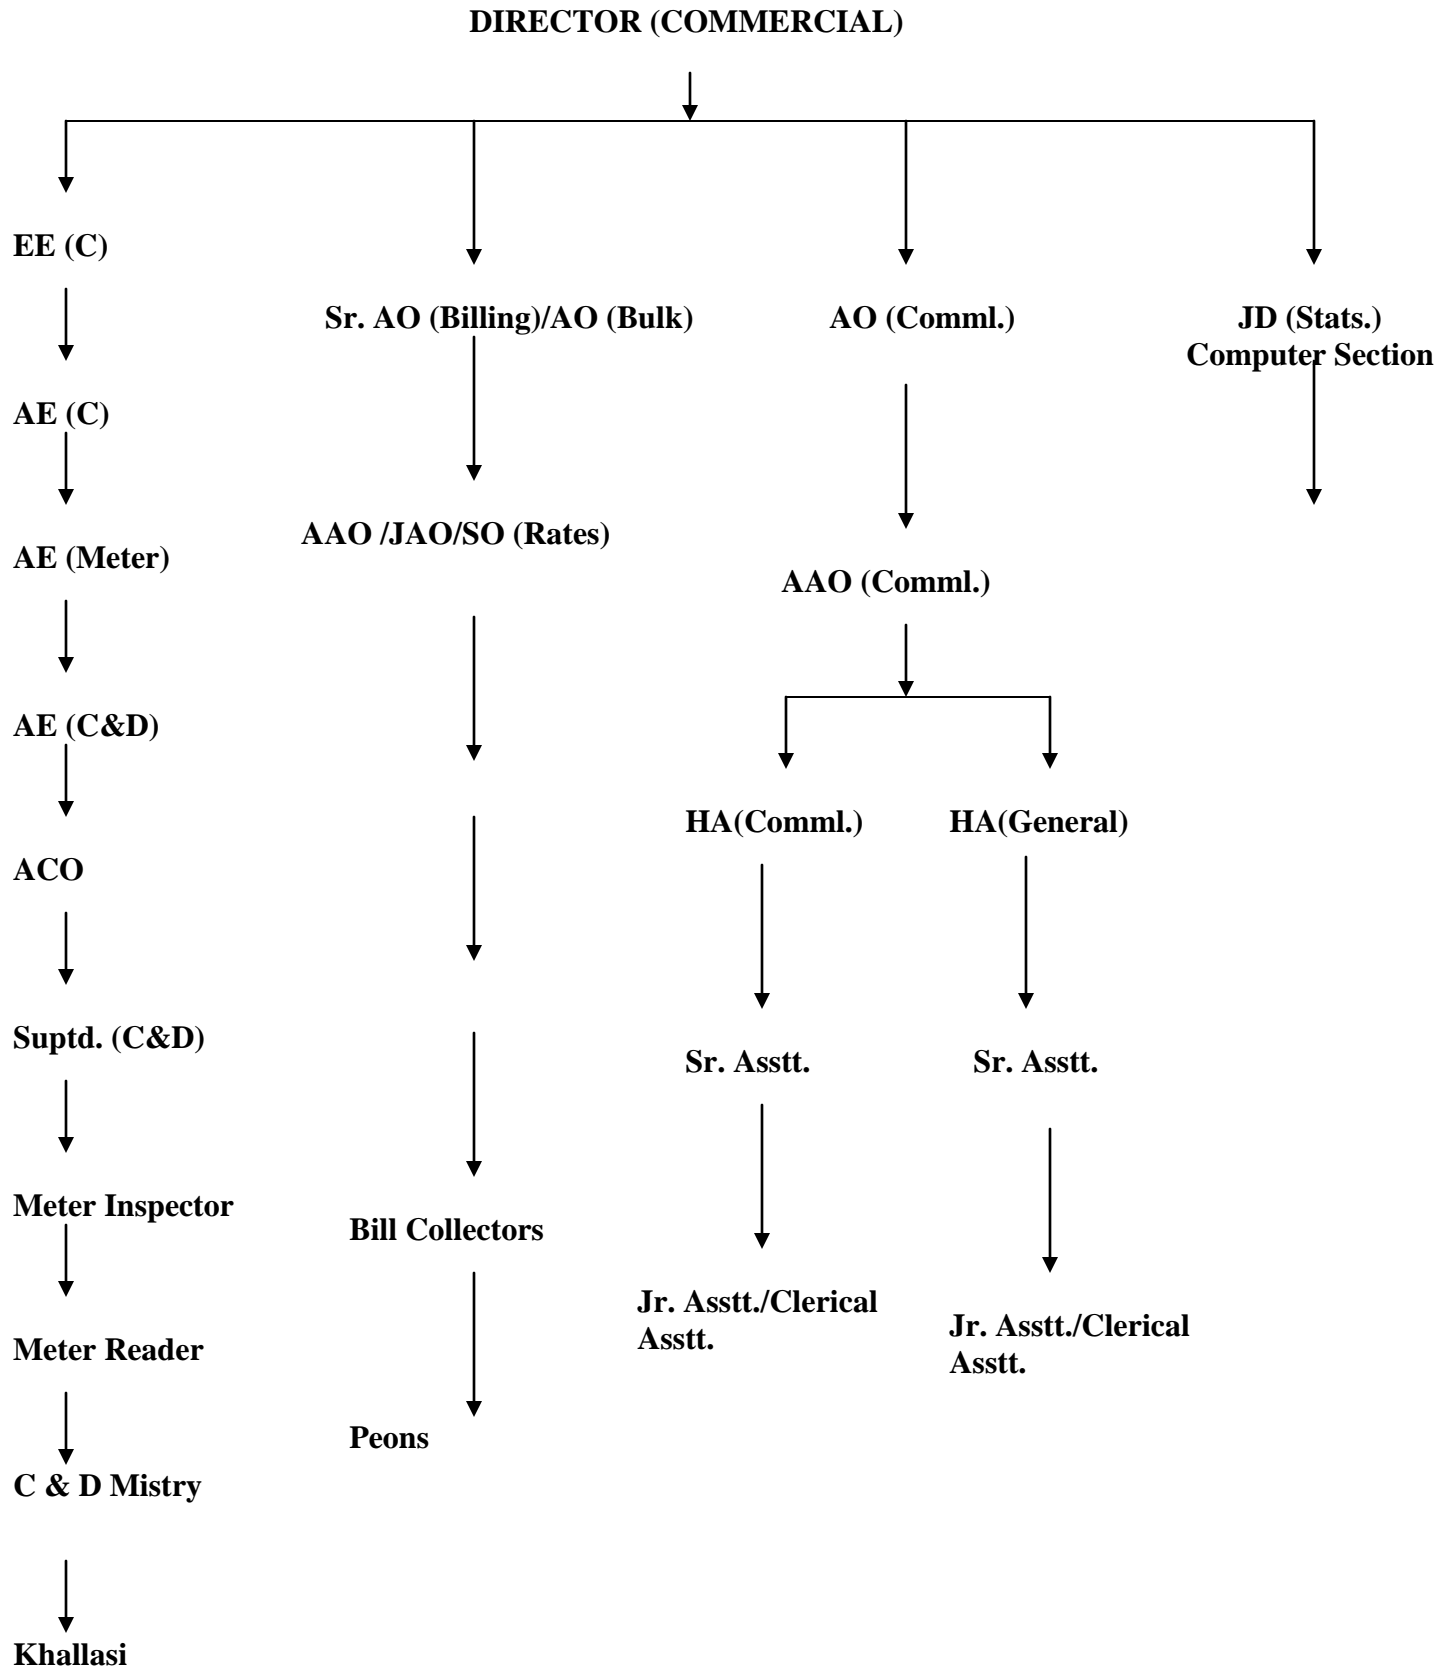 DIRECTOR (COMMERCIAL)
EE (C)
Sr. AO (Billing)/AO (Bulk)
AO (Comml.)
JD (Stats.)
Computer Section
AE (C)
AAO /JAO/SO (Rates)
AE (Meter)
AAO (Comml.)
AE (C&D)
HA(Comml.)
HA(General)
ACO
Suptd. (C&D)
Sr. Asstt.
Sr. Asstt.
Meter Inspector
Bill Collectors
Jr. Asstt./Clerical
Asstt.
Jr. Asstt./Clerical
Asstt.
Meter Reader
Peons
C & D Mistry
Khallasi